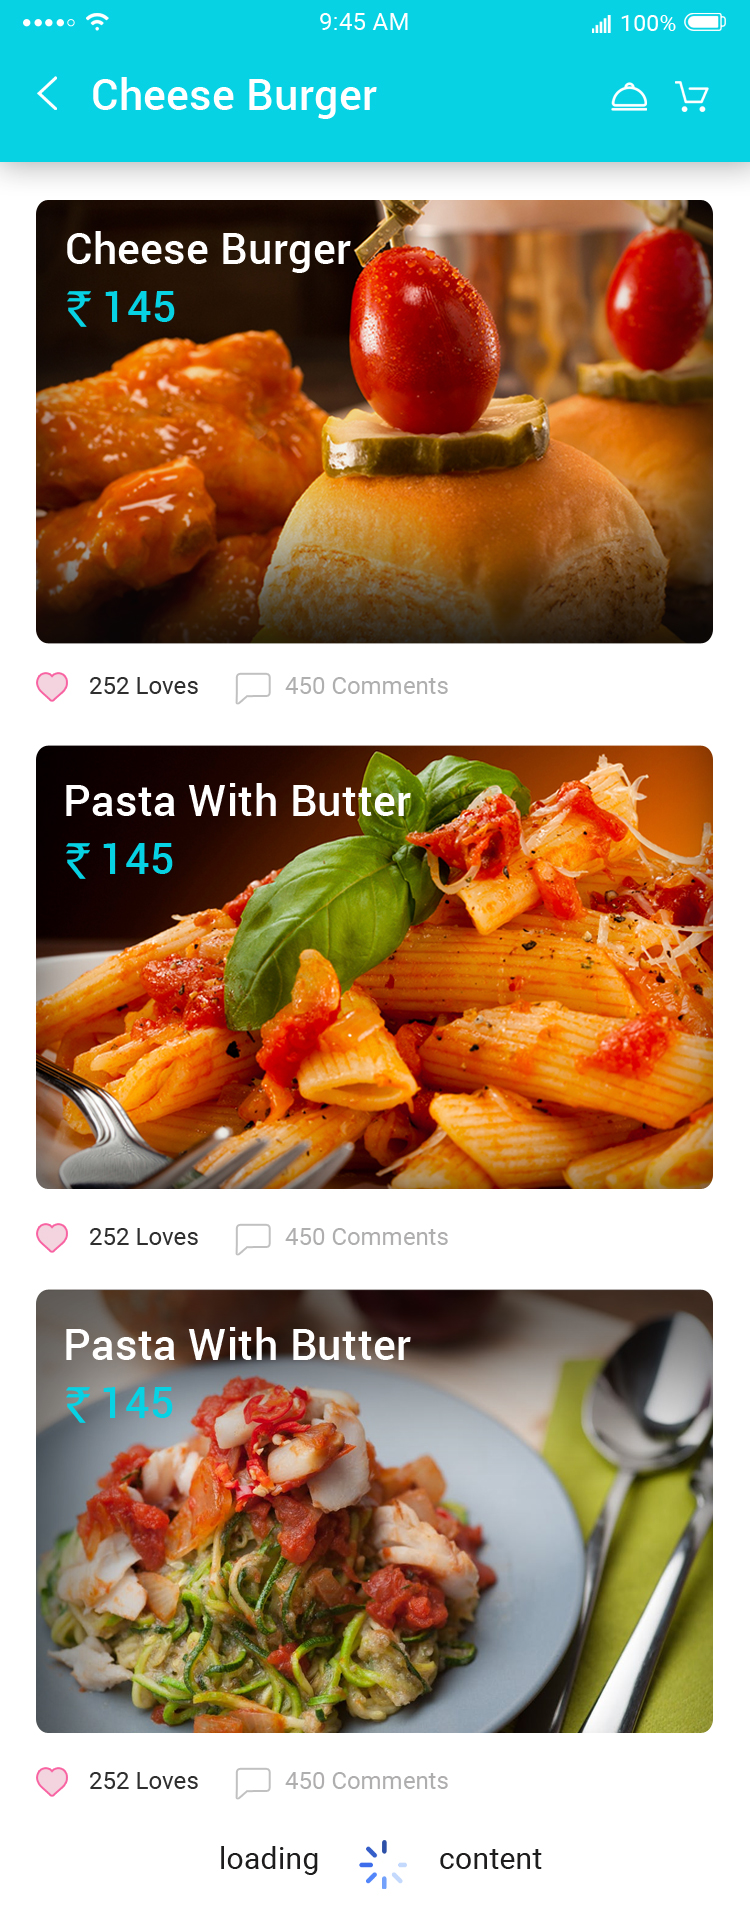 9:45 AM
100%
Cheese Burger
Cheese Burger
₹ 145
252 Loves
450 Comments
Pasta With Butter
₹ 145
252 Loves
450 Comments
Pasta With Butter
₹ 145
252 Loves
450 Comments
loading content